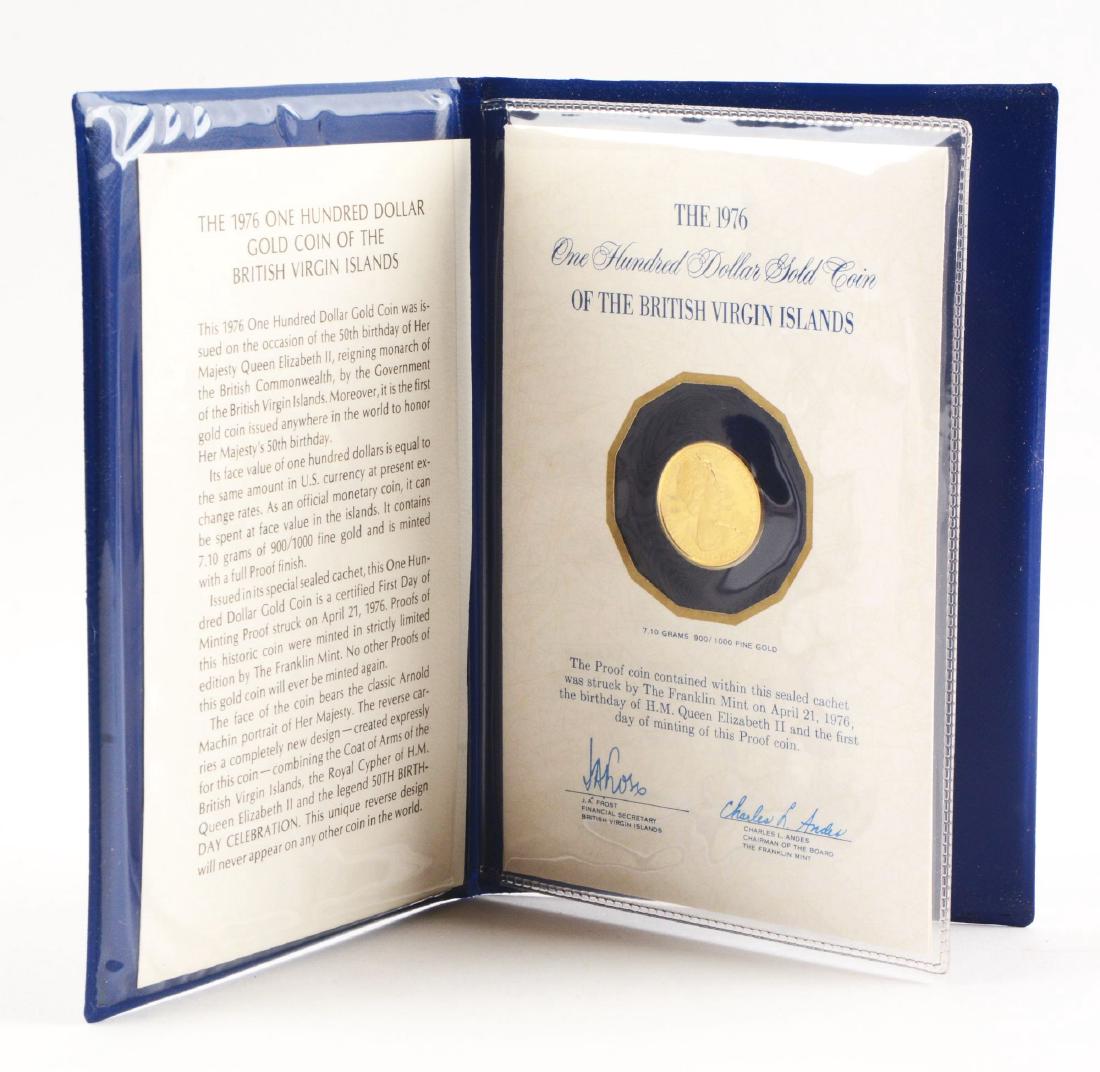 THE 1976 ONE HUNDRED DOLLAR
GOLD COIN OF THE
BRITISH VIRGIN ISLANDS
This 1976 One Hundred Dollar Gold Coin was is-
sued on the occasion of the 50th birthday of Her
Majesty Queen Elizabeth II, reigning monarch of
the British Commonwealth, by the Government
of the British Virgin Islands. Moreover, it is the first
gold coin issued anywhere in the world to honor
Her Majesty's 50th birthday.
Its face value of one hundred dollars is equal to
the same amount in U.S. currency at present ex-
change rates. As an official monetary coin, it can
be spent at face value in the islands. It contains
7.10 grams of 900/1000 fine gold and is minted
with a full Proof finish.
Issued in its special sealed cachet, this One Hun-
dred Dollar Gold Coin is a certified First Day of
Minting Proof struck on April 21, 1976. Proofs of
this historic coin were minted in strictly limited
edition by The Franklin Mint. No other Proofs of
this gold coin will ever be minted again.
The face of the coin bears the classic Arnold
Machin portrait of Her Majesty. The reverse car-
ries a completely new design—created expressly
for this coin—combining the Coat of Arms of the
British Virgin Islands, the Royal Cypher of H.M.
Queen Elizabeth II and the legend 50TH BIRTH-
DAY CELEBRATION. This unique reverse design
will never appear on any other coin in the world.
THE 1976
One Hundred Dollar Gold Coin
OF THE BRITISH VIRGIN ISLANDS
7.10 GRAMS 900/1000 FINE GOLD
The Proof coin contained within this sealed cachet
was struck by The Franklin Mint on April 21, 1976,
the birthday of H.M. Queen Elizabeth II and the first
day of minting of this Proof coin.
J.A. FROST
FINANCIAL SECRETARY
BRITISH VIRGIN ISLANDS
Charles L Andes
CHARLES L. ANDES
CHAIRMAN OF THE BOARD
THE FRANKLIN MINT